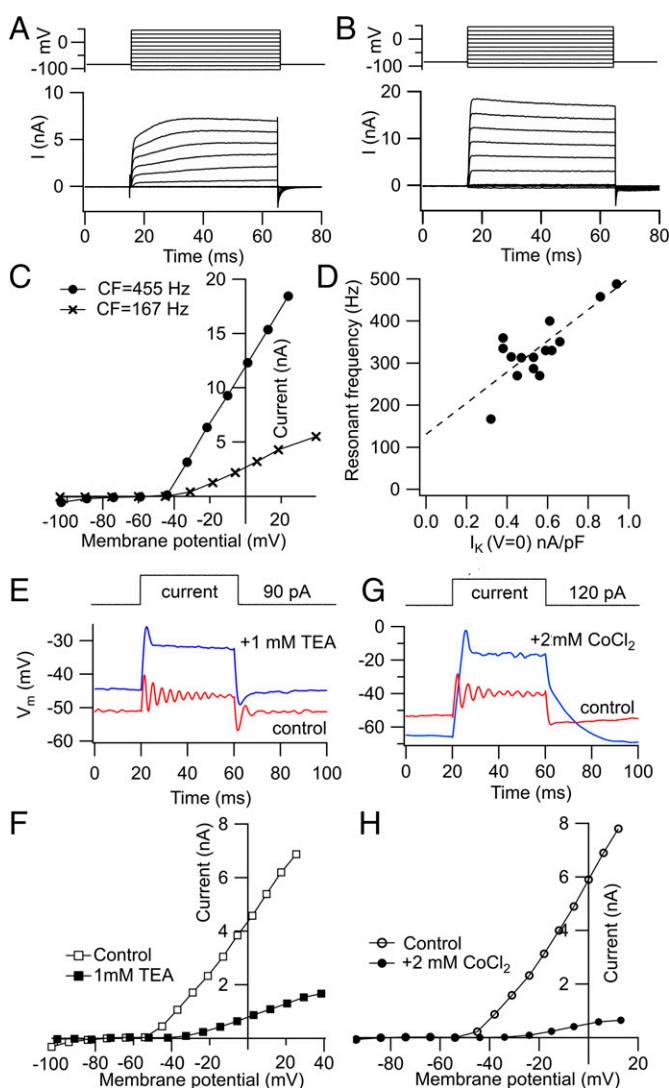 A
B
mV
0
-100
mV
0
-100
I (nA)
10
5
0
I (nA)
20
10
0
0 20 40 60 80
Time (ms)
0 20 40 60 80
Time (ms)
C
D
CF=455 Hz
CF=167 Hz
20
15
10
5
Current (nA)
-100 -80 -60 -40 -20 20
Membrane potential (mV)
Resonant frequency (Hz)
500
400
300
200
100
0
0.0 0.2 0.4 0.6 0.8 1.0
I_K (V=0) nA/pF
E
G
current 90 pA
current 120 pA
+1 mM TEA
control
V_m (mV)
-30
-40
-50
-60
0 20 40 60 80 100
Time (ms)
+2mM CoCl₂
control
0
-20
-40
-60
0 20 40 60 80 100
Time (ms)
F
H
Control
1mM TEA
Current (nA)
8
6
4
2
-100 -80 -60 -40 -20 0 20 40
Membrane potential (mV)
Control
+2 mM CoCl₂
8
6
4
2
Current (nA)
-80 -60 -40 -20 0 20
Membrane potential (mV)